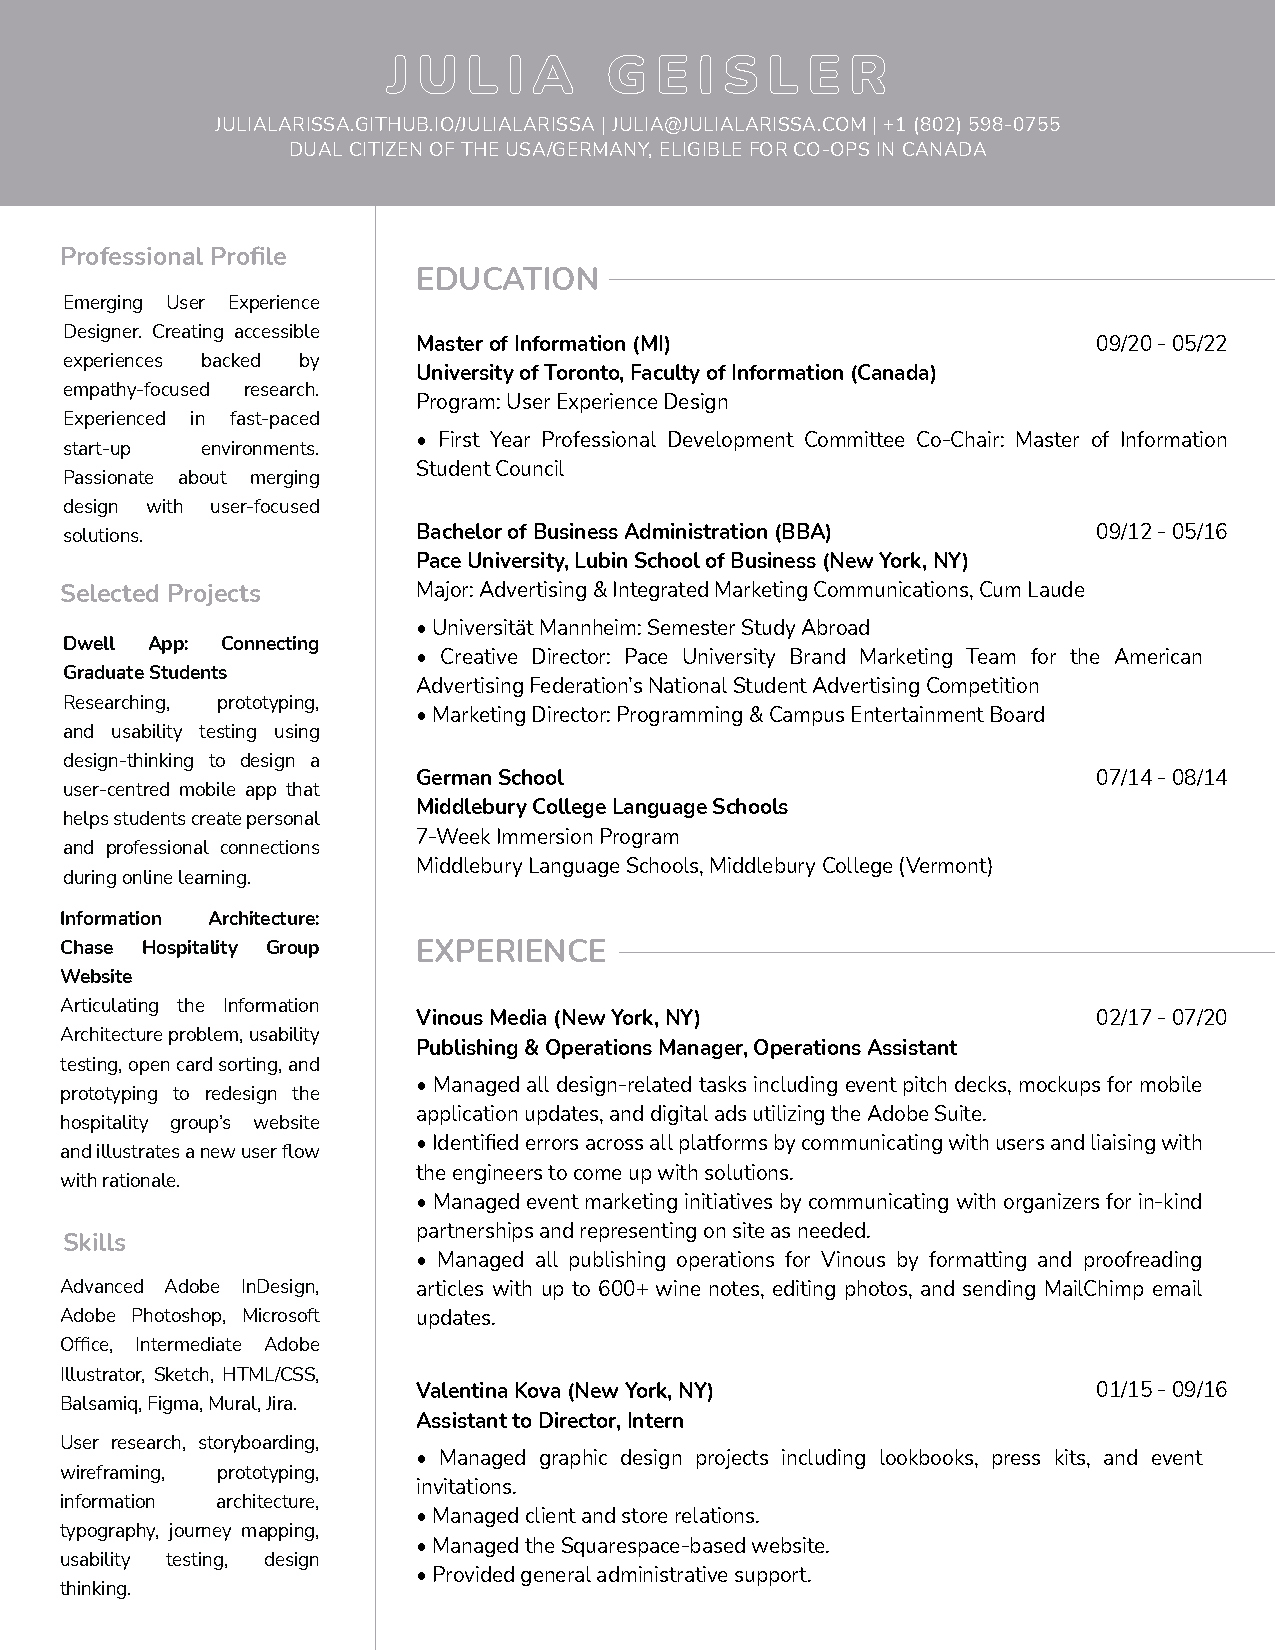 JULIA GEISLER
JULIALARISSA.GITHUB.IO/JULIALARISSA | JULIA@JULIALARISSA.COM | +1 (802) 598-0755
DUAL CITIZEN OF THE USA/GERMANY, ELIGIBLE FOR CO-OPS IN CANADA
Professional Profile
Emerging User Experience
Designer. Creating accessible
experiences backed by
empathy-focused research.
Experienced in fast-paced
start-up environments.
Passionate about merging
design with user-focused
solutions.
Selected Projects
Dwell App: Connecting
Graduate Students
Researching, prototyping,
and usability testing using
design-thinking to design a
user-centred mobile app that
helps students create personal
and professional connections
during online learning.
Information Architecture:
Chase Hospitality Group
Website
Articulating the Information
Architecture problem, usability
testing, open card sorting, and
prototyping to redesign the
hospitality group's website
and illustrates a new user flow
with rationale.
Skills
Advanced Adobe InDesign,
Adobe Photoshop, Microsoft
Office, Intermediate Adobe
Illustrator, Sketch, HTML/CSS,
Balsamiq, Figma, Mural, Jira.
User research, storyboarding,
wireframing, prototyping,
information architecture,
typography, journey mapping,
usability testing, design
thinking.
EDUCATION
Master of Information (MI) 09/20 - 05/22
University of Toronto, Faculty of Information (Canada)
Program: User Experience Design
• First Year Professional Development Committee Co-Chair: Master of Information
Student Council
Bachelor of Business Administration (BBA) 09/12 - 05/16
Pace University, Lubin School of Business (New York, NY)
Major: Advertising & Integrated Marketing Communications, Cum Laude
• Universität Mannheim: Semester Study Abroad
• Creative Director: Pace University Brand Marketing Team for the American
Advertising Federation's National Student Advertising Competition
• Marketing Director: Programming & Campus Entertainment Board
German School 07/14 - 08/14
Middlebury College Language Schools
7-Week Immersion Program
Middlebury Language Schools, Middlebury College (Vermont)
EXPERIENCE
Vinous Media (New York, NY) 02/17 - 07/20
Publishing & Operations Manager, Operations Assistant
• Managed all design-related tasks including event pitch decks, mockups for mobile
application updates, and digital ads utilizing the Adobe Suite.
• Identified errors across all platforms by communicating with users and liaising with
the engineers to come up with solutions.
• Managed event marketing initiatives by communicating with organizers for in-kind
partnerships and representing on site as needed.
• Managed all publishing operations for Vinous by formatting and proofreading
articles with up to 600+ wine notes, editing photos, and sending MailChimp email
updates.
Valentina Kova (New York, NY) 01/15 - 09/16
Assistant to Director, Intern
• Managed graphic design projects including lookbooks, press kits, and event
invitations.
• Managed client and store relations.
• Managed the Squarespace-based website.
• Provided general administrative support.